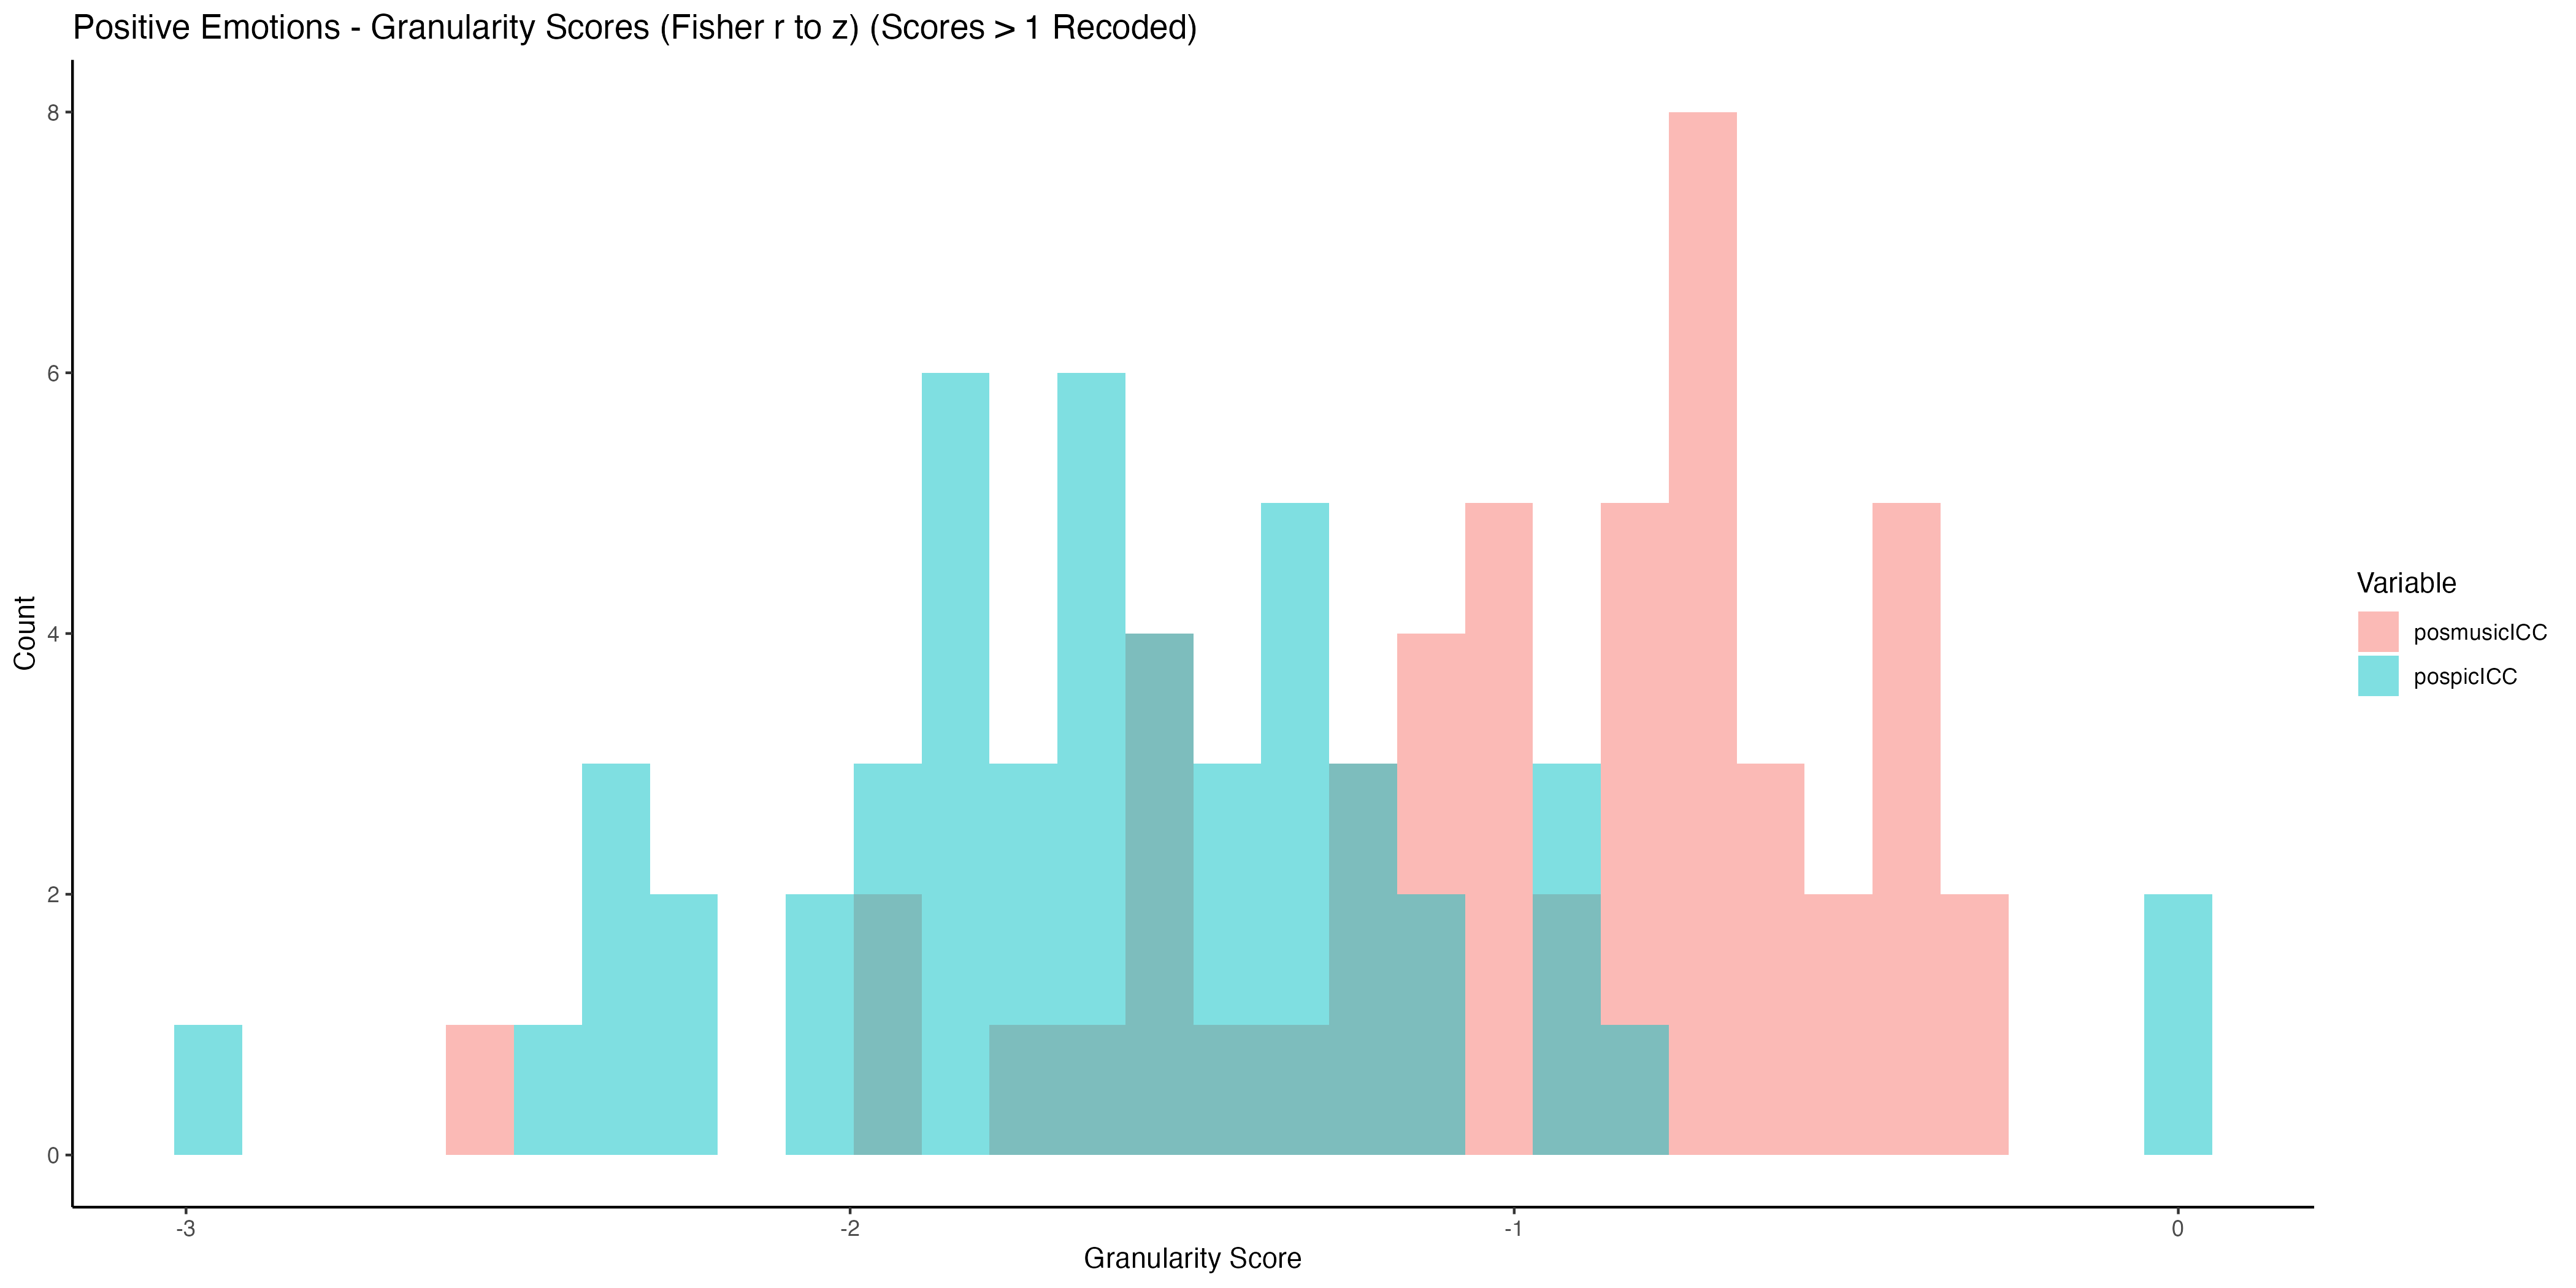 Positive Emotions - Granularity Scores (Fisher r to z) (Scores > 1 Recoded)
8
6
4
2
0
Count
-3
-2
-1
0
Granularity Score
Variable
posmusicICC
pospicICC